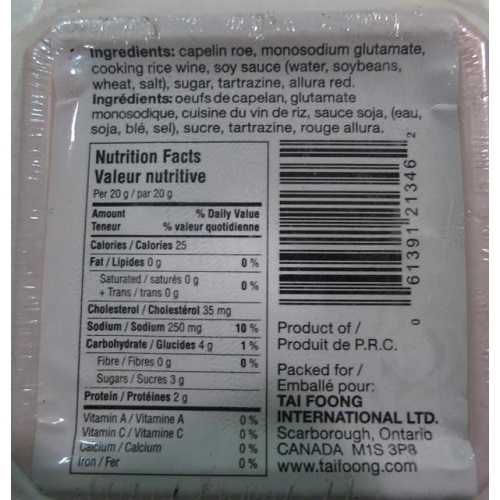 Ingredients: capelin roe, monosodium glutamate,
cooking rice wine, soy sauce (water, soybeans,
wheat, salt), sugar, tartrazine, allura red.
Ingrédients: oeufs de capelan, glutamate
monosodique, cuisine du vin de riz, sauce soja, (eau,
soja, blé, sel), sucre, tartrazine, rouge allura.
Nutrition Facts
Valeur nutritive
Per 20 g / par 20 g
Amount % Daily Value
Teneur % valeur quotidienne
Calories / Calories 25
Fat / Lipides 0 g 0 %
Saturated / saturés 0 g
+ Trans / trans 0 g 0 %
Cholesterol / Cholestérol 35 mg
Sodium / Sodium 250 mg 10 %
Carbohydrate / Glucides 4 g 1 %
Fibre / Fibres 0 g 0 %
Sugars / Sucres 3 g
Protein / Protéines 2 g
Vitamin A / Vitamine A 0 %
Vitamin C / Vitamine C 0 %
Calcium / Calcium 0 %
Iron / Fer 0 %
0 61391 21346 2
Product of /
Produit de P.R.C.
Packed for /
Emballé pour:
TAI FOONG
INTERNATIONAL LTD.
Scarborough, Ontario
CANADA M1S 3P8
www.taifoong.com